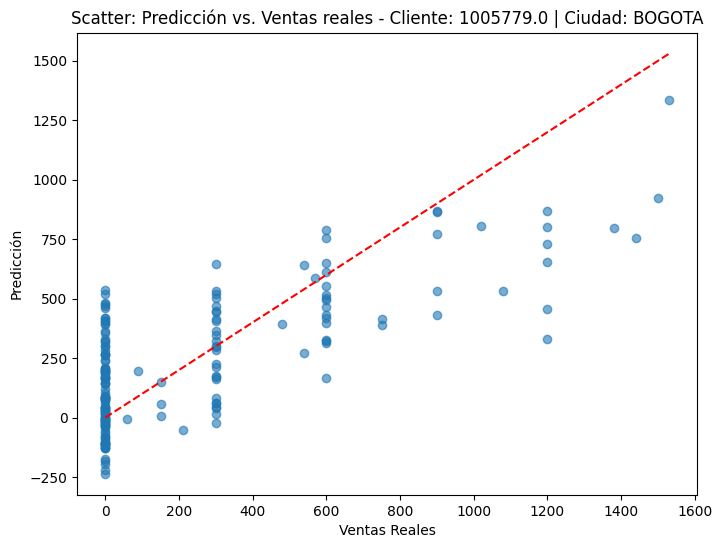 Scatter: Predicción vs. Ventas reales - Cliente: 1005779.0 | Ciudad: BOGOTA
1500
1250
1000
750
500
250
0
−250
Predicción
0 200 400 600 800 1000 1200 1400 1600
Ventas Reales